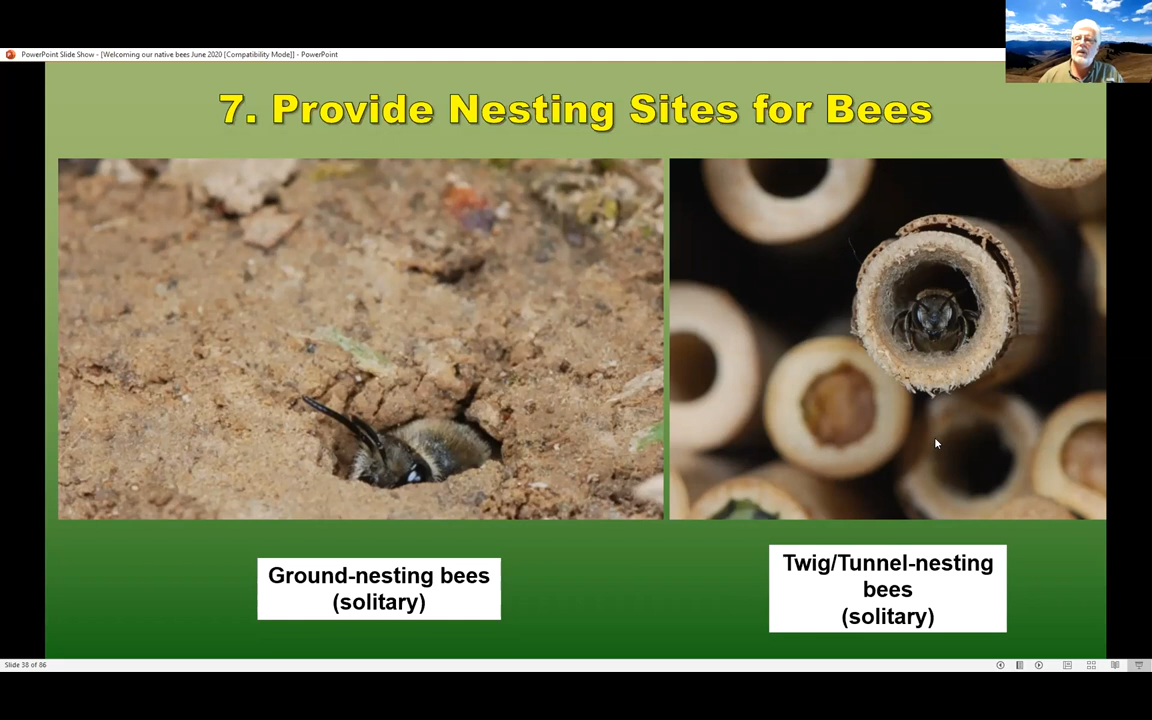 PowerPoint Slide Show - [Welcoming our native bees June 2020 [Compatibility Mode]] - PowerPoint
7. Provide Nesting Sites for Bees
Ground-nesting bees
(solitary)
Twig/Tunnel-nesting
bees
(solitary)
Slide 38 of 86